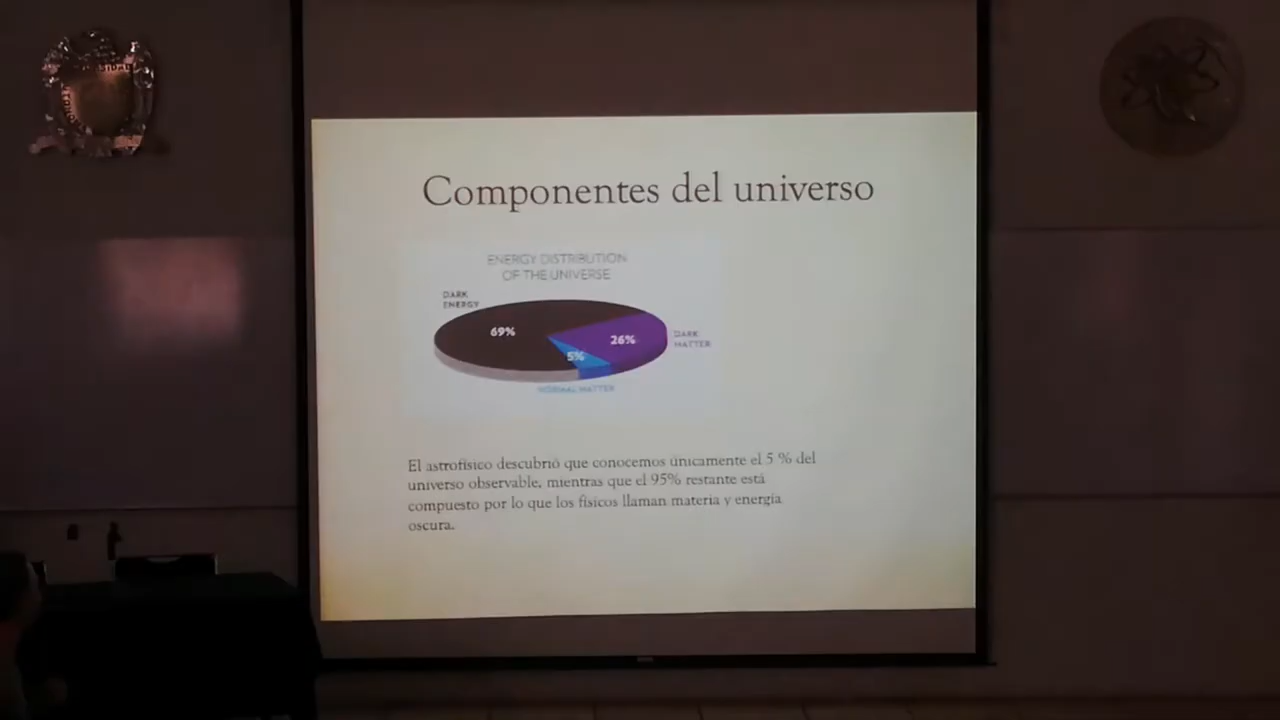 Componentes del universo
ENERGY DISTRIBUTION
OF THE UNIVERSE
DARK
ENERGY
69%
26%
DARK
MATTER
5%
NORMAL MATTER
El astrofísico descubrió que conocemos únicamente el 5 % del
universo observable, mientras que el 95% restante está
compuesto por lo que los físicos llaman materia y energía
oscura.